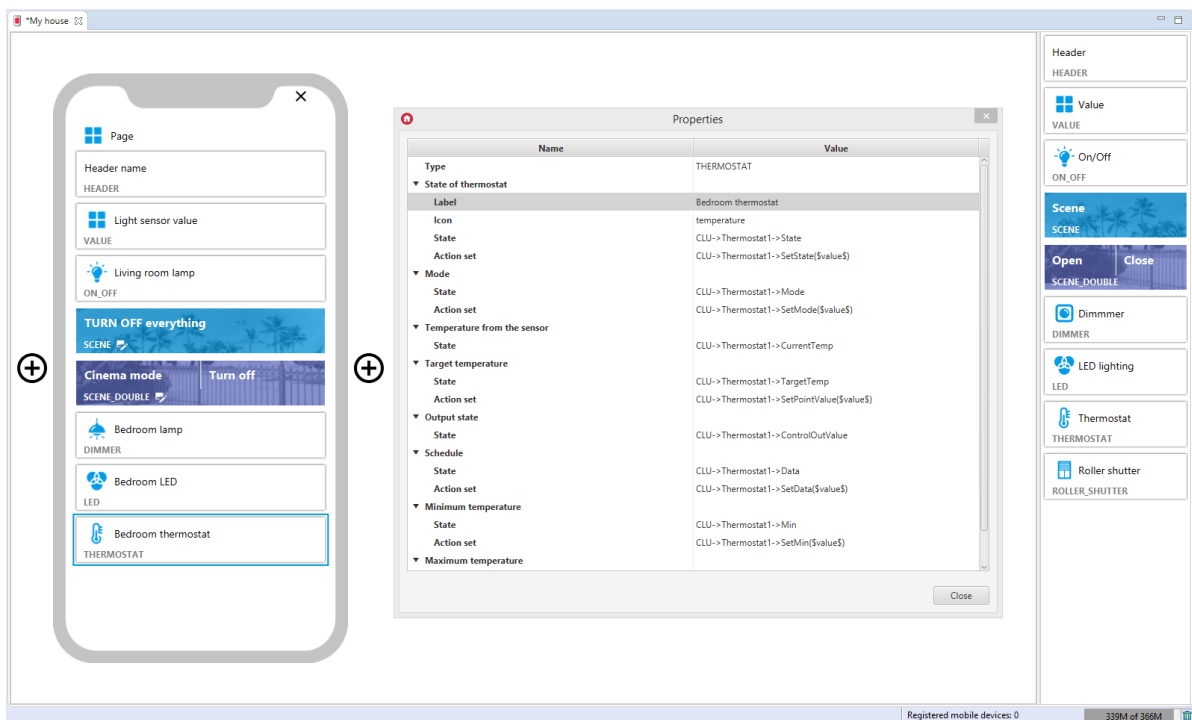 *My house
Page
Header name
HEADER
Light sensor value
VALUE
Living room lamp
ON_OFF
TURN OFF everything
SCENE
Cinema mode Turn off
SCENE_DOUBLE
Bedroom lamp
DIMMER
Bedroom LED
LED
Bedroom thermostat
THERMOSTAT
Properties
Name Value
Type THERMOSTAT
State of thermostat
Label Bedroom thermostat
Icon temperature
State CLU->Thermostat1->State
Action set CLU->Thermostat1->SetState($value$)
Mode
State CLU->Thermostat1->Mode
Action set CLU->Thermostat1->SetMode($value$)
Temperature from the sensor
State CLU->Thermostat1->CurrentTemp
Target temperature
State CLU->Thermostat1->TargetTemp
Action set CLU->Thermostat1->SetPointValue($value$)
Output state
State CLU->Thermostat1->ControlOutValue
Schedule
State CLU->Thermostat1->Data
Action set CLU->Thermostat1->SetData($value$)
Minimum temperature
State CLU->Thermostat1->Min
Action set CLU->Thermostat1->SetMin($value$)
Maximum temperature
Close
Header
HEADER
Value
VALUE
On/Off
ON_OFF
Scene
SCENE
Open Close
SCENE_DOUBLE
Dimmmer
DIMMER
LED lighting
LED
Thermostat
THERMOSTAT
Roller shutter
ROLLER_SHUTTER
Registered mobile devices: 0
339M of 366M